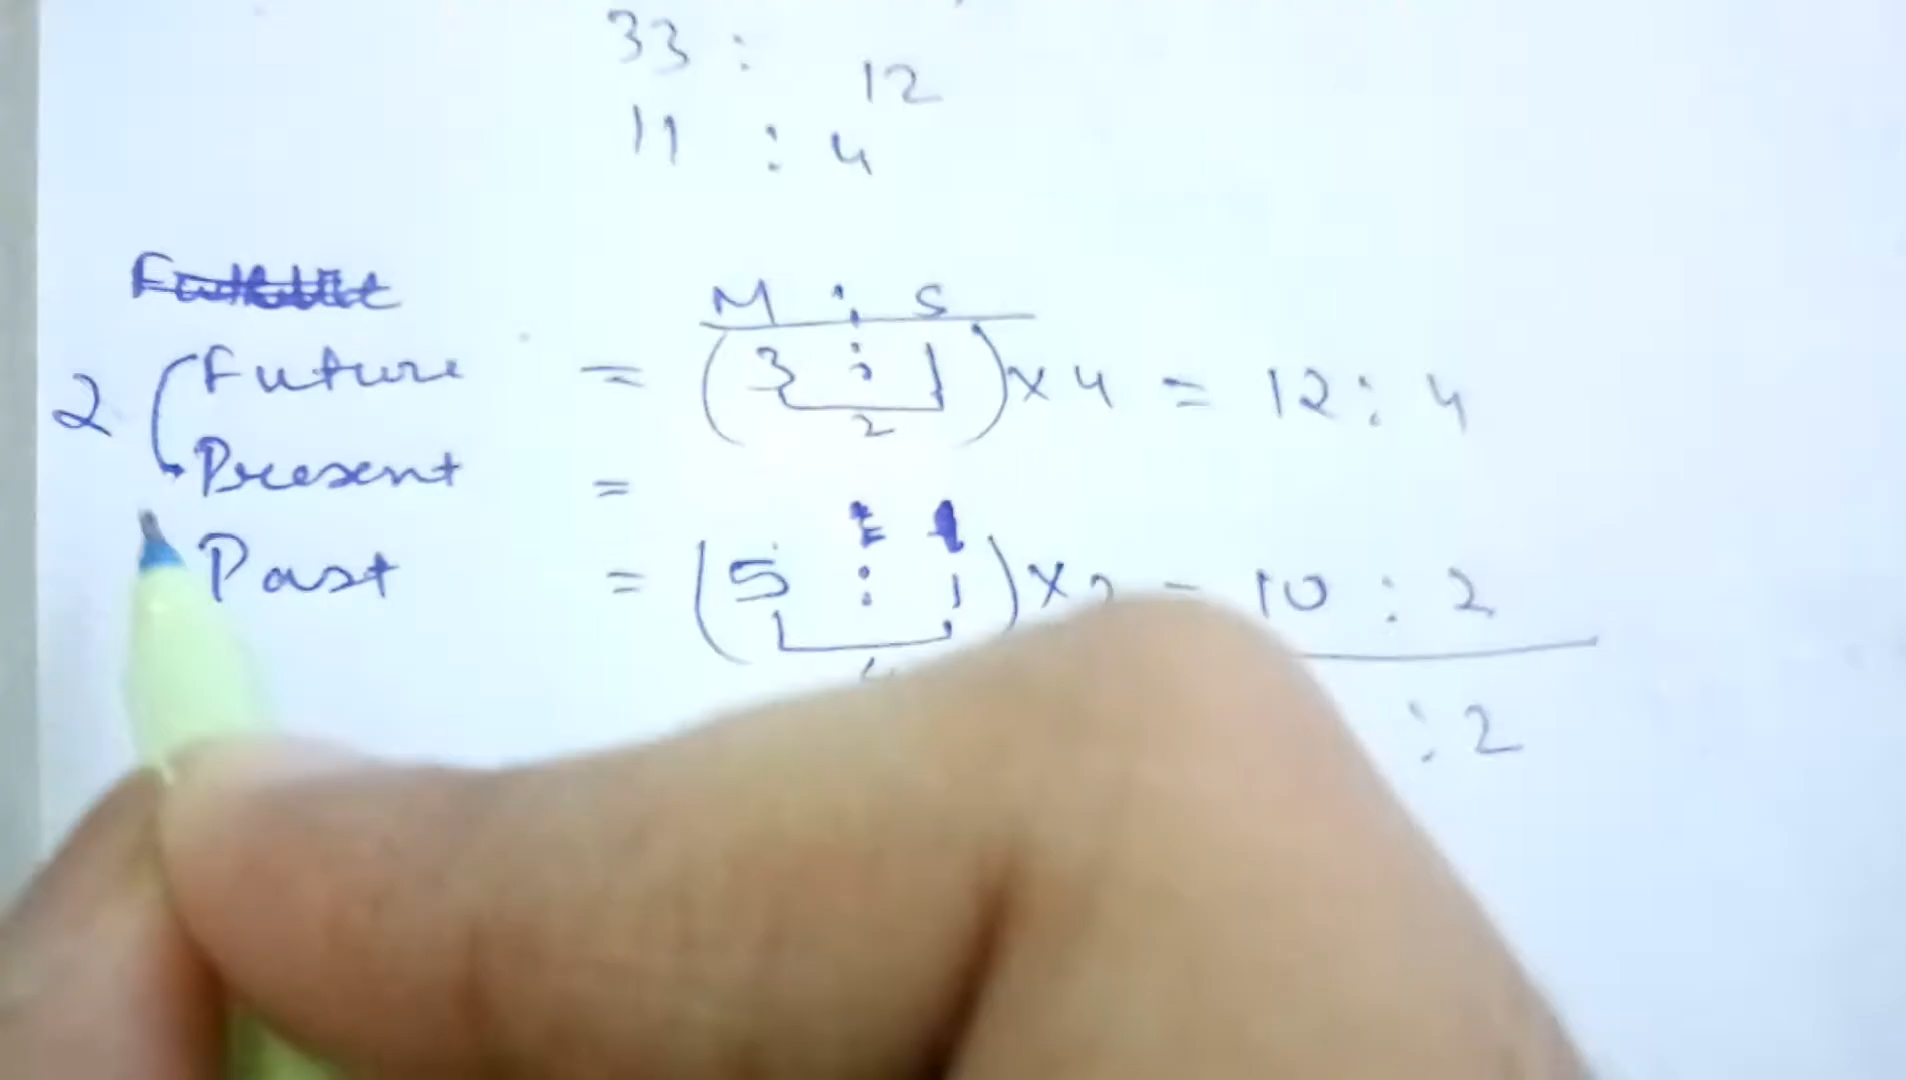 33 :
12
11 : 4
M : S
2 Future = (3 : 1) x 4 = 12 : 4
2
Present =
Past = (5 : 1) x 2 = 10 : 2
: 2